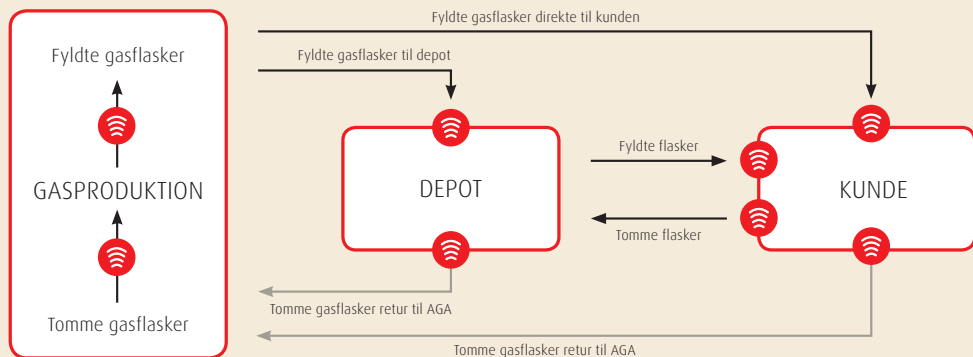 Fyldte gasflasker direkte til kunden
Fyldte gasflasker til depot
Fyldte gasflasker
GASPRODUKTION
Tomme gasflasker
DEPOT
Fyldte flasker
Tomme flasker
KUNDE
Tomme gasflasker retur til AGA
Tomme gasflasker retur til AGA